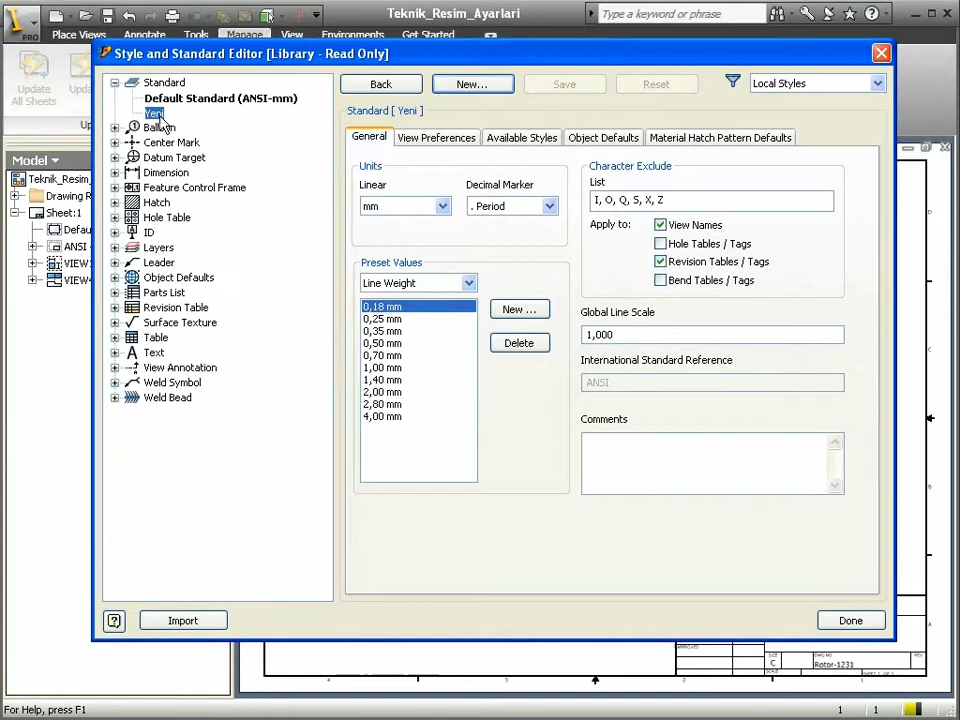 Teknik_Resim_Ayarlari
Type a keyword or phrase
PRO
Place Views
Annotate
Tools
Manage
View
Environments
Get Started
Update
All Sheets
Style and Standard Editor [Library - Read Only]
Standard
Default Standard (ANSI-mm)
Yeni
Balloon
Center Mark
Datum Target
Dimension
Feature Control Frame
Hatch
Hole Table
ID
Layers
Leader
Object Defaults
Parts List
Revision Table
Surface Texture
Table
Text
View Annotation
Weld Symbol
Weld Bead
Import
Back
New...
Save
Reset
Local Styles
Standard [ Yeni ]
General
View Preferences
Available Styles
Object Defaults
Material Hatch Pattern Defaults
Units
Linear
Decimal Marker
mm
. Period
Preset Values
Line Weight
0,18 mm
0,25 mm
0,35 mm
0,50 mm
0,70 mm
1,00 mm
1,40 mm
2,00 mm
2,80 mm
4,00 mm
New ...
Delete
Character Exclude
List
I, O, Q, S, X, Z
Apply to:
View Names
Hole Tables / Tags
Revision Tables / Tags
Bend Tables / Tags
Global Line Scale
1,000
International Standard Reference
ANSI
Comments
Done
Model
Teknik_Resim_
Drawing R
Sheet:1
Defau
ANSI
VIEW
VIEW
C
Rotor-1231
For Help, press F1
1
1